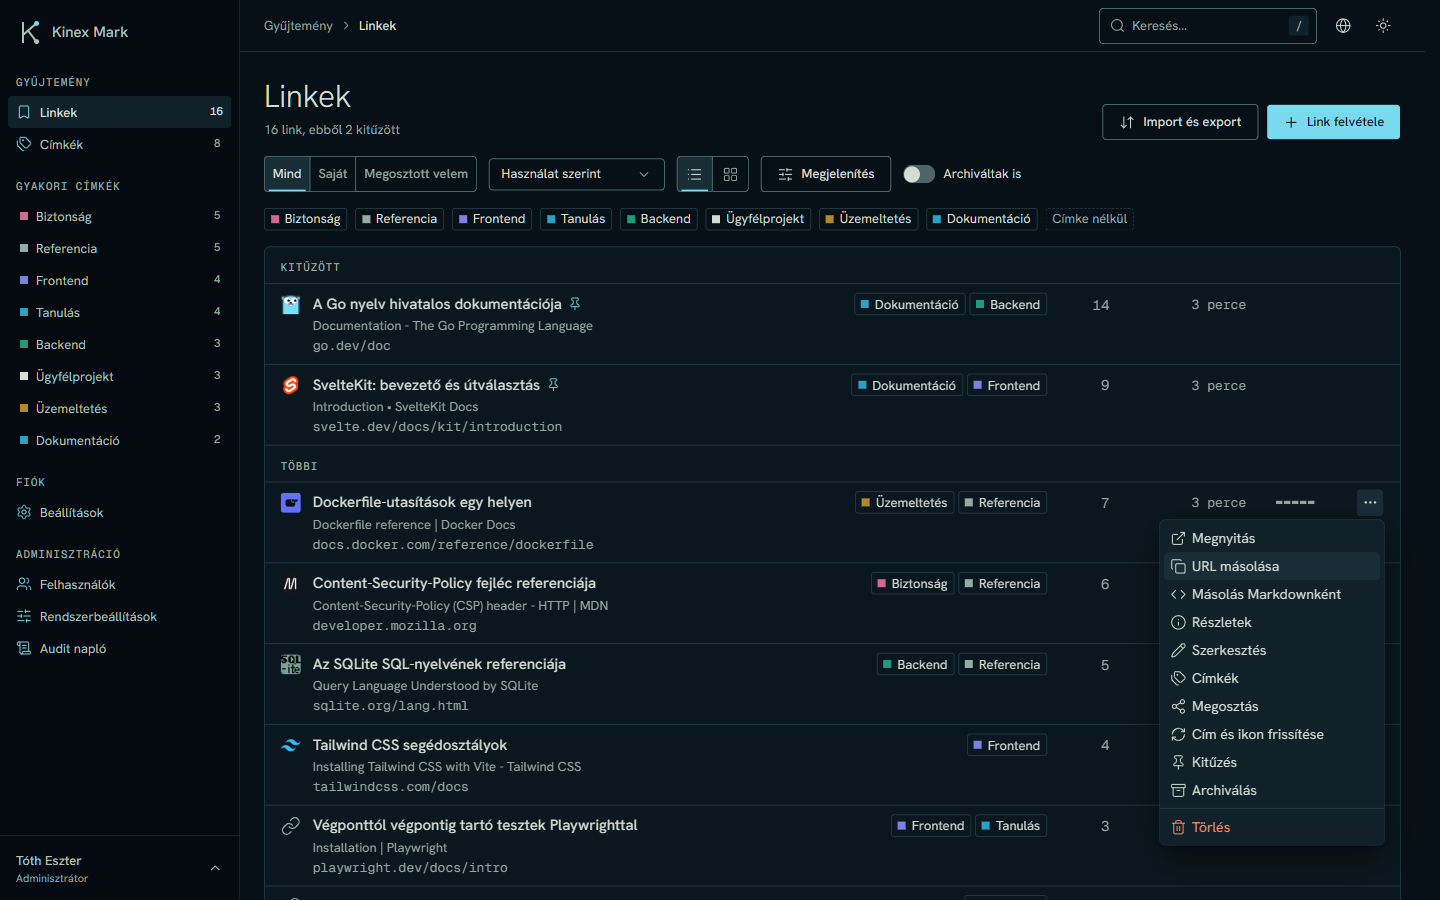 Kinex Mark
Gyűjtemény > Linkek
Keresés... /
GYŰJTEMÉNY
Linkek 16
Címkék 8
GYAKORI CÍMKÉK
Biztonság 5
Referencia 5
Frontend 4
Tanulás 4
Backend 3
Ügyfélprojekt 3
Üzemeltetés 3
Dokumentáció 2
FIÓK
Beállítások
ADMINISZTRÁCIÓ
Felhasználók
Rendszerbeállítások
Audit napló
Tóth Eszter
Adminisztrátor
Linkek
16 link, ebből 2 kitűzött
Import és export
Link felvétele
Mind Saját Megosztott velem
Használat szerint
Megjelenítés
Archiváltak is
Biztonság Referencia Frontend Tanulás Backend Ügyfélprojekt Üzemeltetés Dokumentáció Címke nélkül
KITŰZÖTT
A Go nyelv hivatalos dokumentációja Dokumentáció Backend 14 3 perce
Documentation - The Go Programming Language
go.dev/doc
SvelteKit: bevezető és útválasztás Dokumentáció Frontend 9 3 perce
Introduction • SvelteKit Docs
svelte.dev/docs/kit/introduction
TÖBBI
Dockerfile-utasítások egy helyen Üzemeltetés Referencia 7 3 perce
Dockerfile reference | Docker Docs
docs.docker.com/reference/dockerfile
Content-Security-Policy fejléc referenciája Biztonság Referencia 6
Content-Security-Policy (CSP) header - HTTP | MDN
developer.mozilla.org
Az SQLite SQL-nyelvének referenciája Backend Referencia 5
Query Language Understood by SQLite
sqlite.org/lang.html
Tailwind CSS segédosztályok Frontend 4
Installing Tailwind CSS with Vite - Tailwind CSS
tailwindcss.com/docs
Végponttól végpontig tartó tesztek Playwrighttal Frontend Tanulás 3
Installation | Playwright
playwright.dev/docs/intro
Megnyitás
URL másolása
Másolás Markdownként
Részletek
Szerkesztés
Címkék
Megosztás
Cím és ikon frissítése
Kitűzés
Archiválás
Törlés